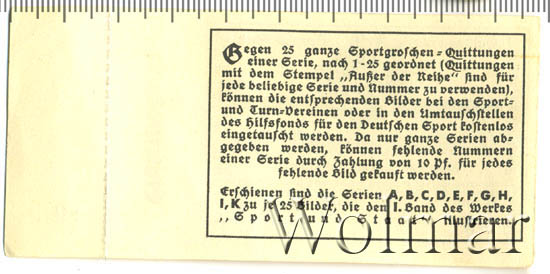 Gegen 25 ganze Sportgroschen-Quittungen
einer Serie, nach 1-25 geordnet (Quittungen
mit dem Stempel „Außer der Reihe“ sind für
jede beliebige Serie und Nummer zu verwenden),
können die entsprechenden Bilder bei den Sport-
und Turn-Vereinen oder in den Umtauschstellen
des Hilfsfonds für den Deutschen Sport kostenlos
eingetauscht werden. Da nur ganze Serien ab-
gegeben werden, können fehlende Nummern
einer Serie durch Zahlung von 10 Pf. für jedes
fehlende Bild gekauft werden.
Erschienen sind die Serien A, B, C, D, E, F, G, H,
I, K zu je 25 Bilder, die den I. Band des Werkes
„Sport und Staat“ illustrieren.
Wolmar